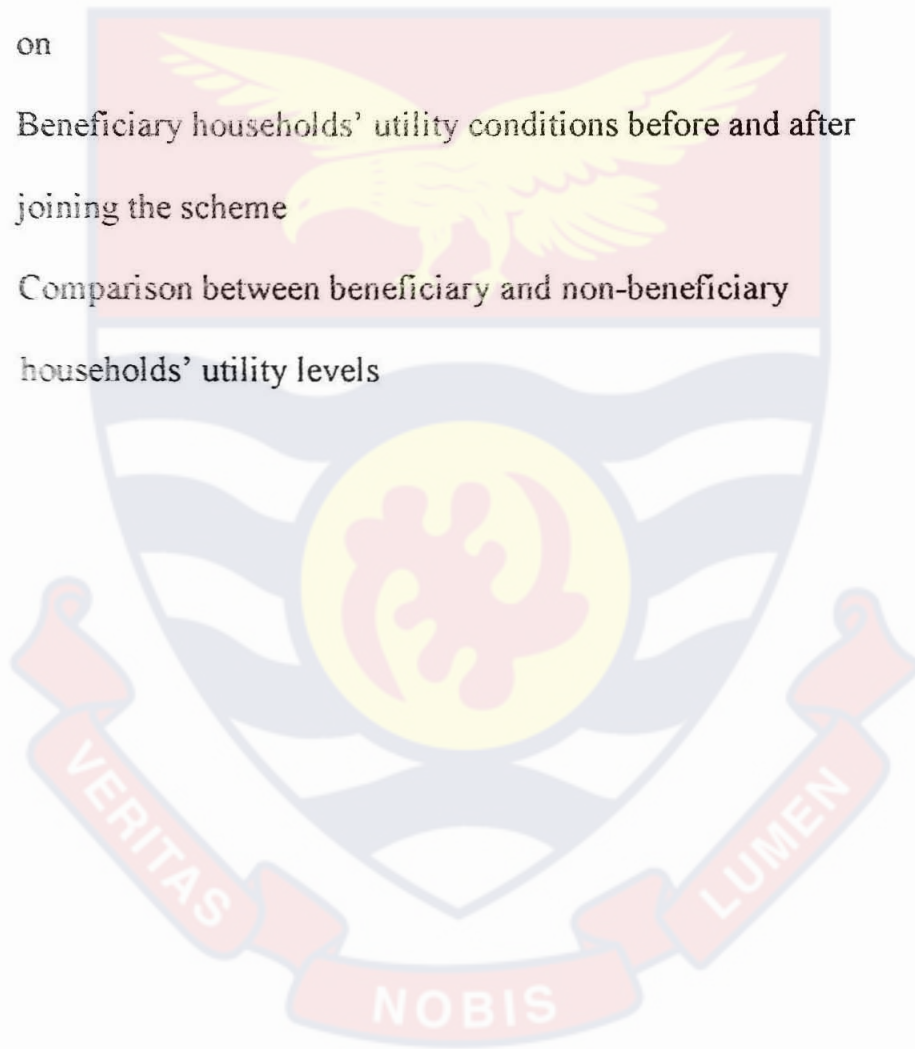 on
Beneficiary households' utility conditions before and after
joining the scheme
Comparison between beneficiary and non-beneficiary
households' utility levels
VERITAS
NOBIS
LUMEN